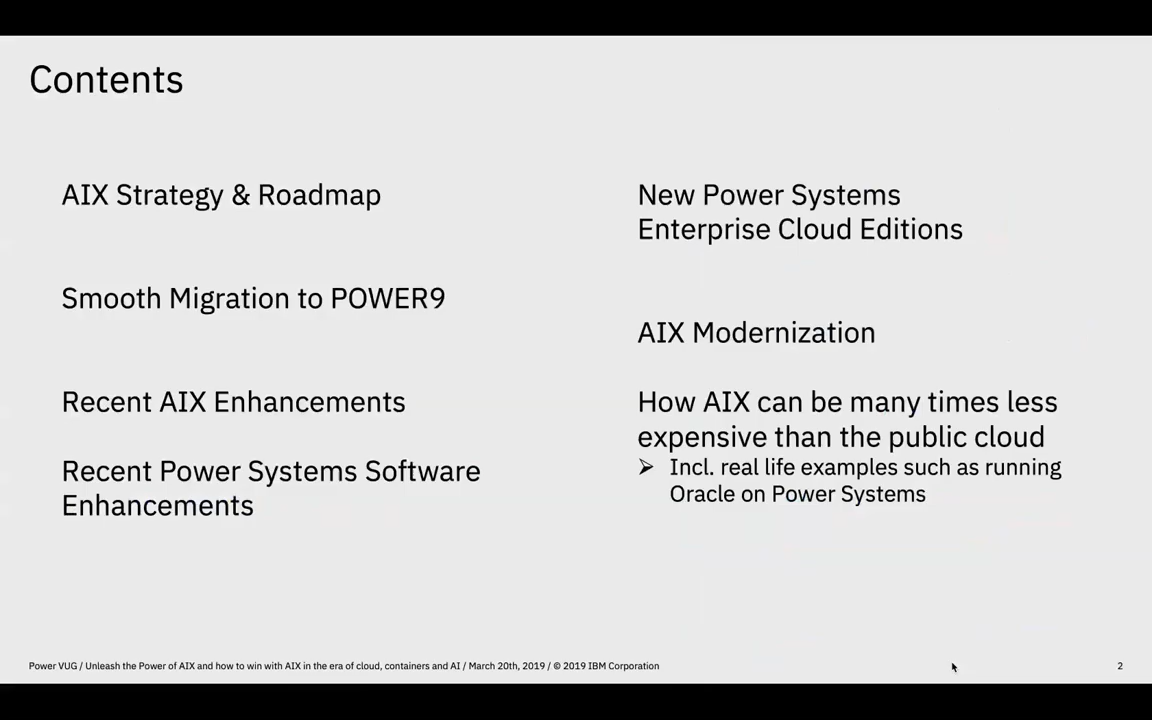 Contents
AIX Strategy & Roadmap
Smooth Migration to POWER9
Recent AIX Enhancements
Recent Power Systems Software
Enhancements
New Power Systems
Enterprise Cloud Editions
AIX Modernization
How AIX can be many times less
expensive than the public cloud
➢ Incl. real life examples such as running
Oracle on Power Systems
Power VUG / Unleash the Power of AIX and how to win with AIX in the era of cloud, containers and AI / March 20th, 2019 / © 2019 IBM Corporation
2